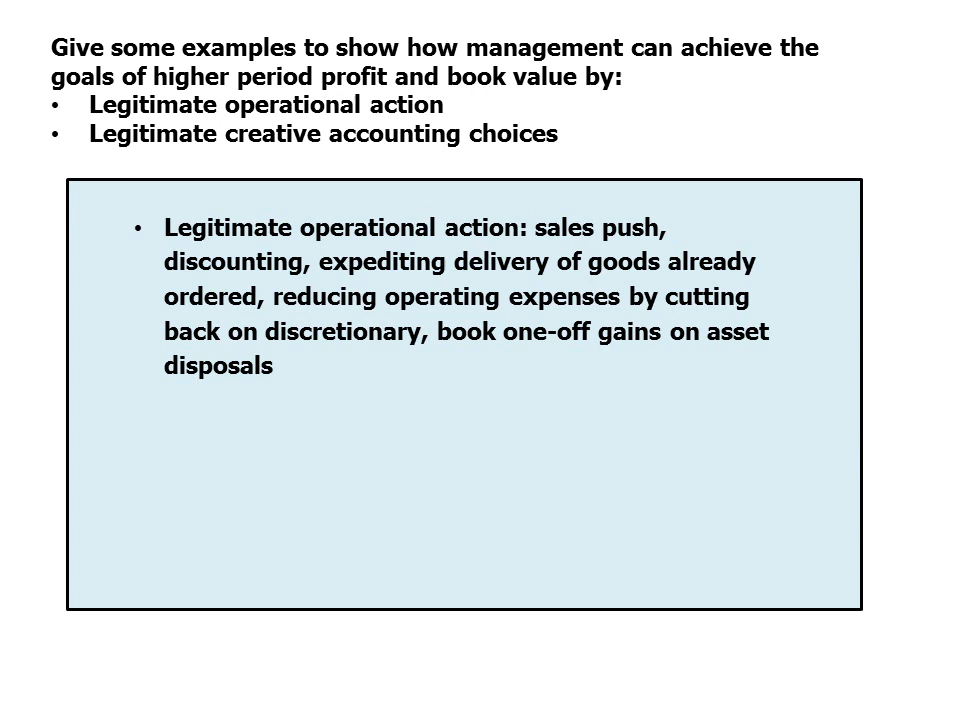 Give some examples to show how management can achieve the
goals of higher period profit and book value by:
• Legitimate operational action
• Legitimate creative accounting choices
• Legitimate operational action: sales push,
discounting, expediting delivery of goods already
ordered, reducing operating expenses by cutting
back on discretionary, book one-off gains on asset
disposals